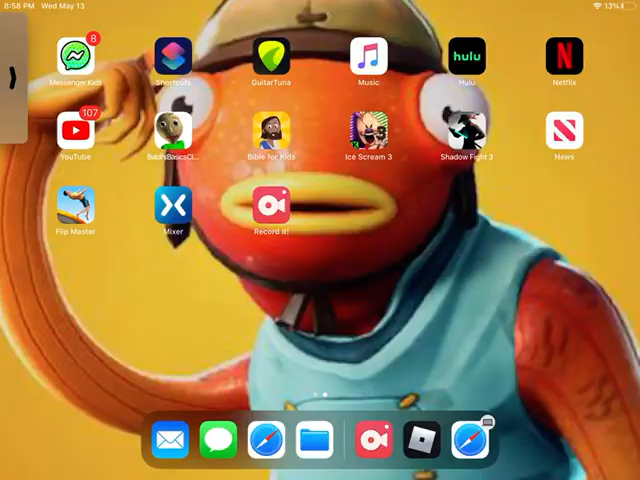 8:58 PM Wed May 13 13%
8
Messenger Kids Shortcuts GuitarTuna Music hulu Hulu N Netflix
107
YouTube BaldisBasicsCl... Bible for Kids Ice Scream 3 Shadow Fight 3 News
Flip Master Mixer Record it!